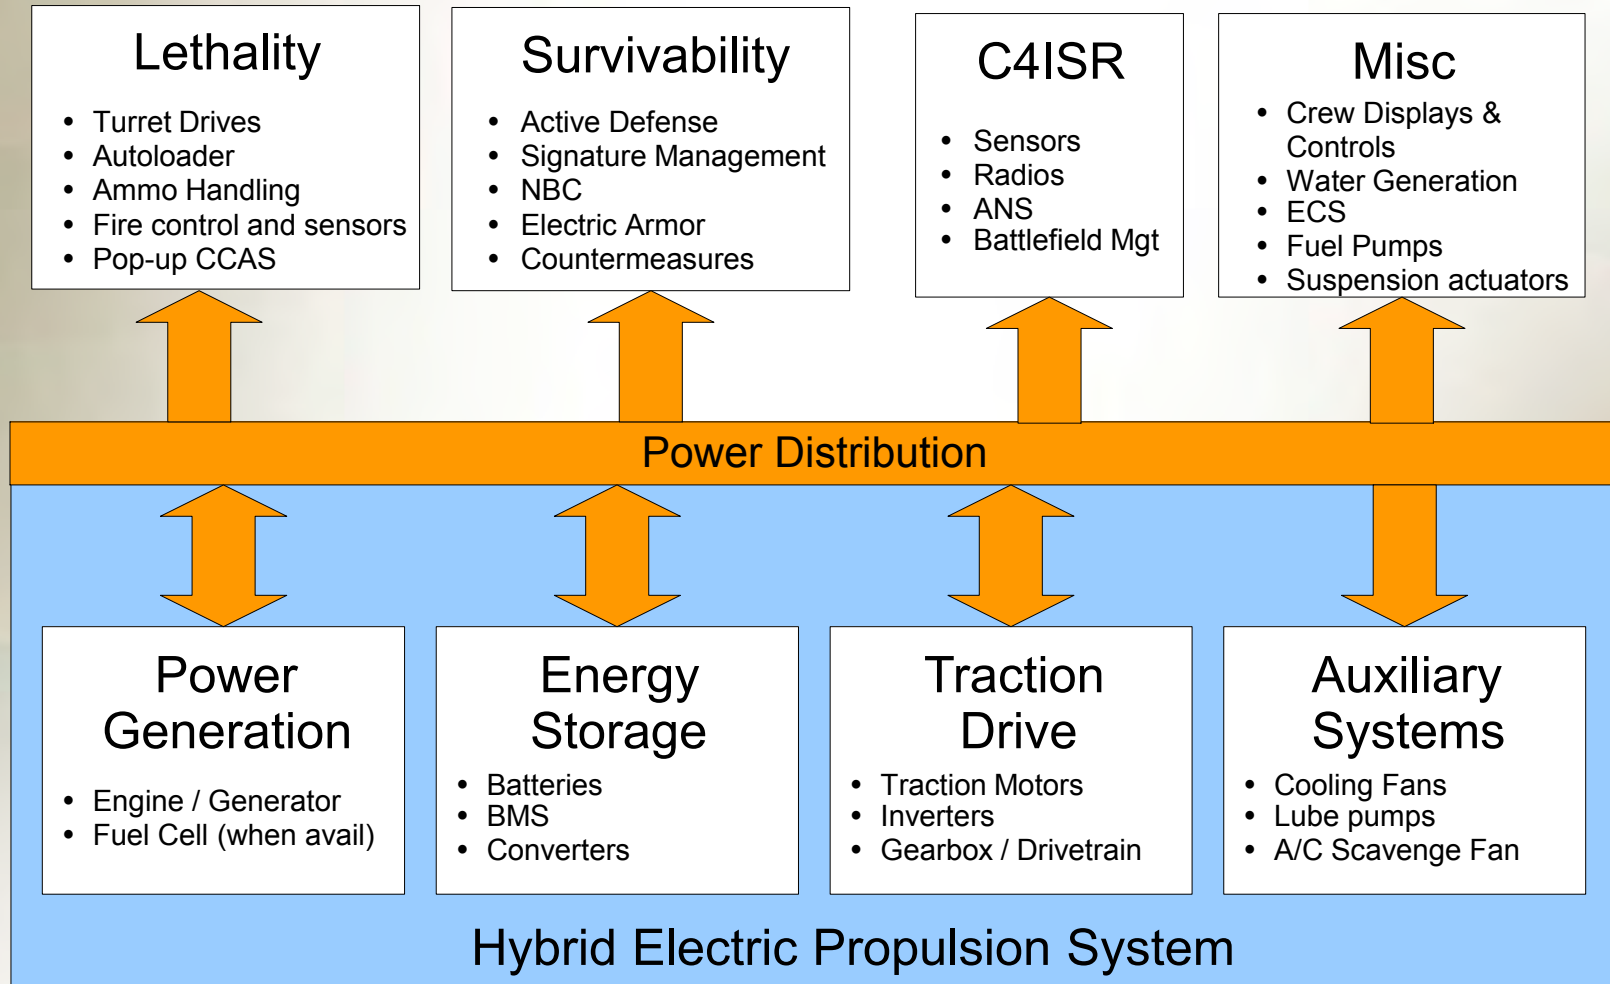 Lethality
• Turret Drives
• Autoloader
• Ammo Handling
• Fire control and sensors
• Pop-up CCAS
Survivability
• Active Defense
• Signature Management
• NBC
• Electric Armor
• Countermeasures
C4ISR
• Sensors
• Radios
• ANS
• Battlefield Mgt
Misc
• Crew Displays &
Controls
• Water Generation
• ECS
• Fuel Pumps
• Suspension actuators
Power Distribution
Power
Generation
• Engine / Generator
• Fuel Cell (when avail)
Energy
Storage
• Batteries
• BMS
• Converters
Traction
Drive
• Traction Motors
• Inverters
• Gearbox / Drivetrain
Auxiliary
Systems
• Cooling Fans
• Lube pumps
• A/C Scavenge Fan
Hybrid Electric Propulsion System